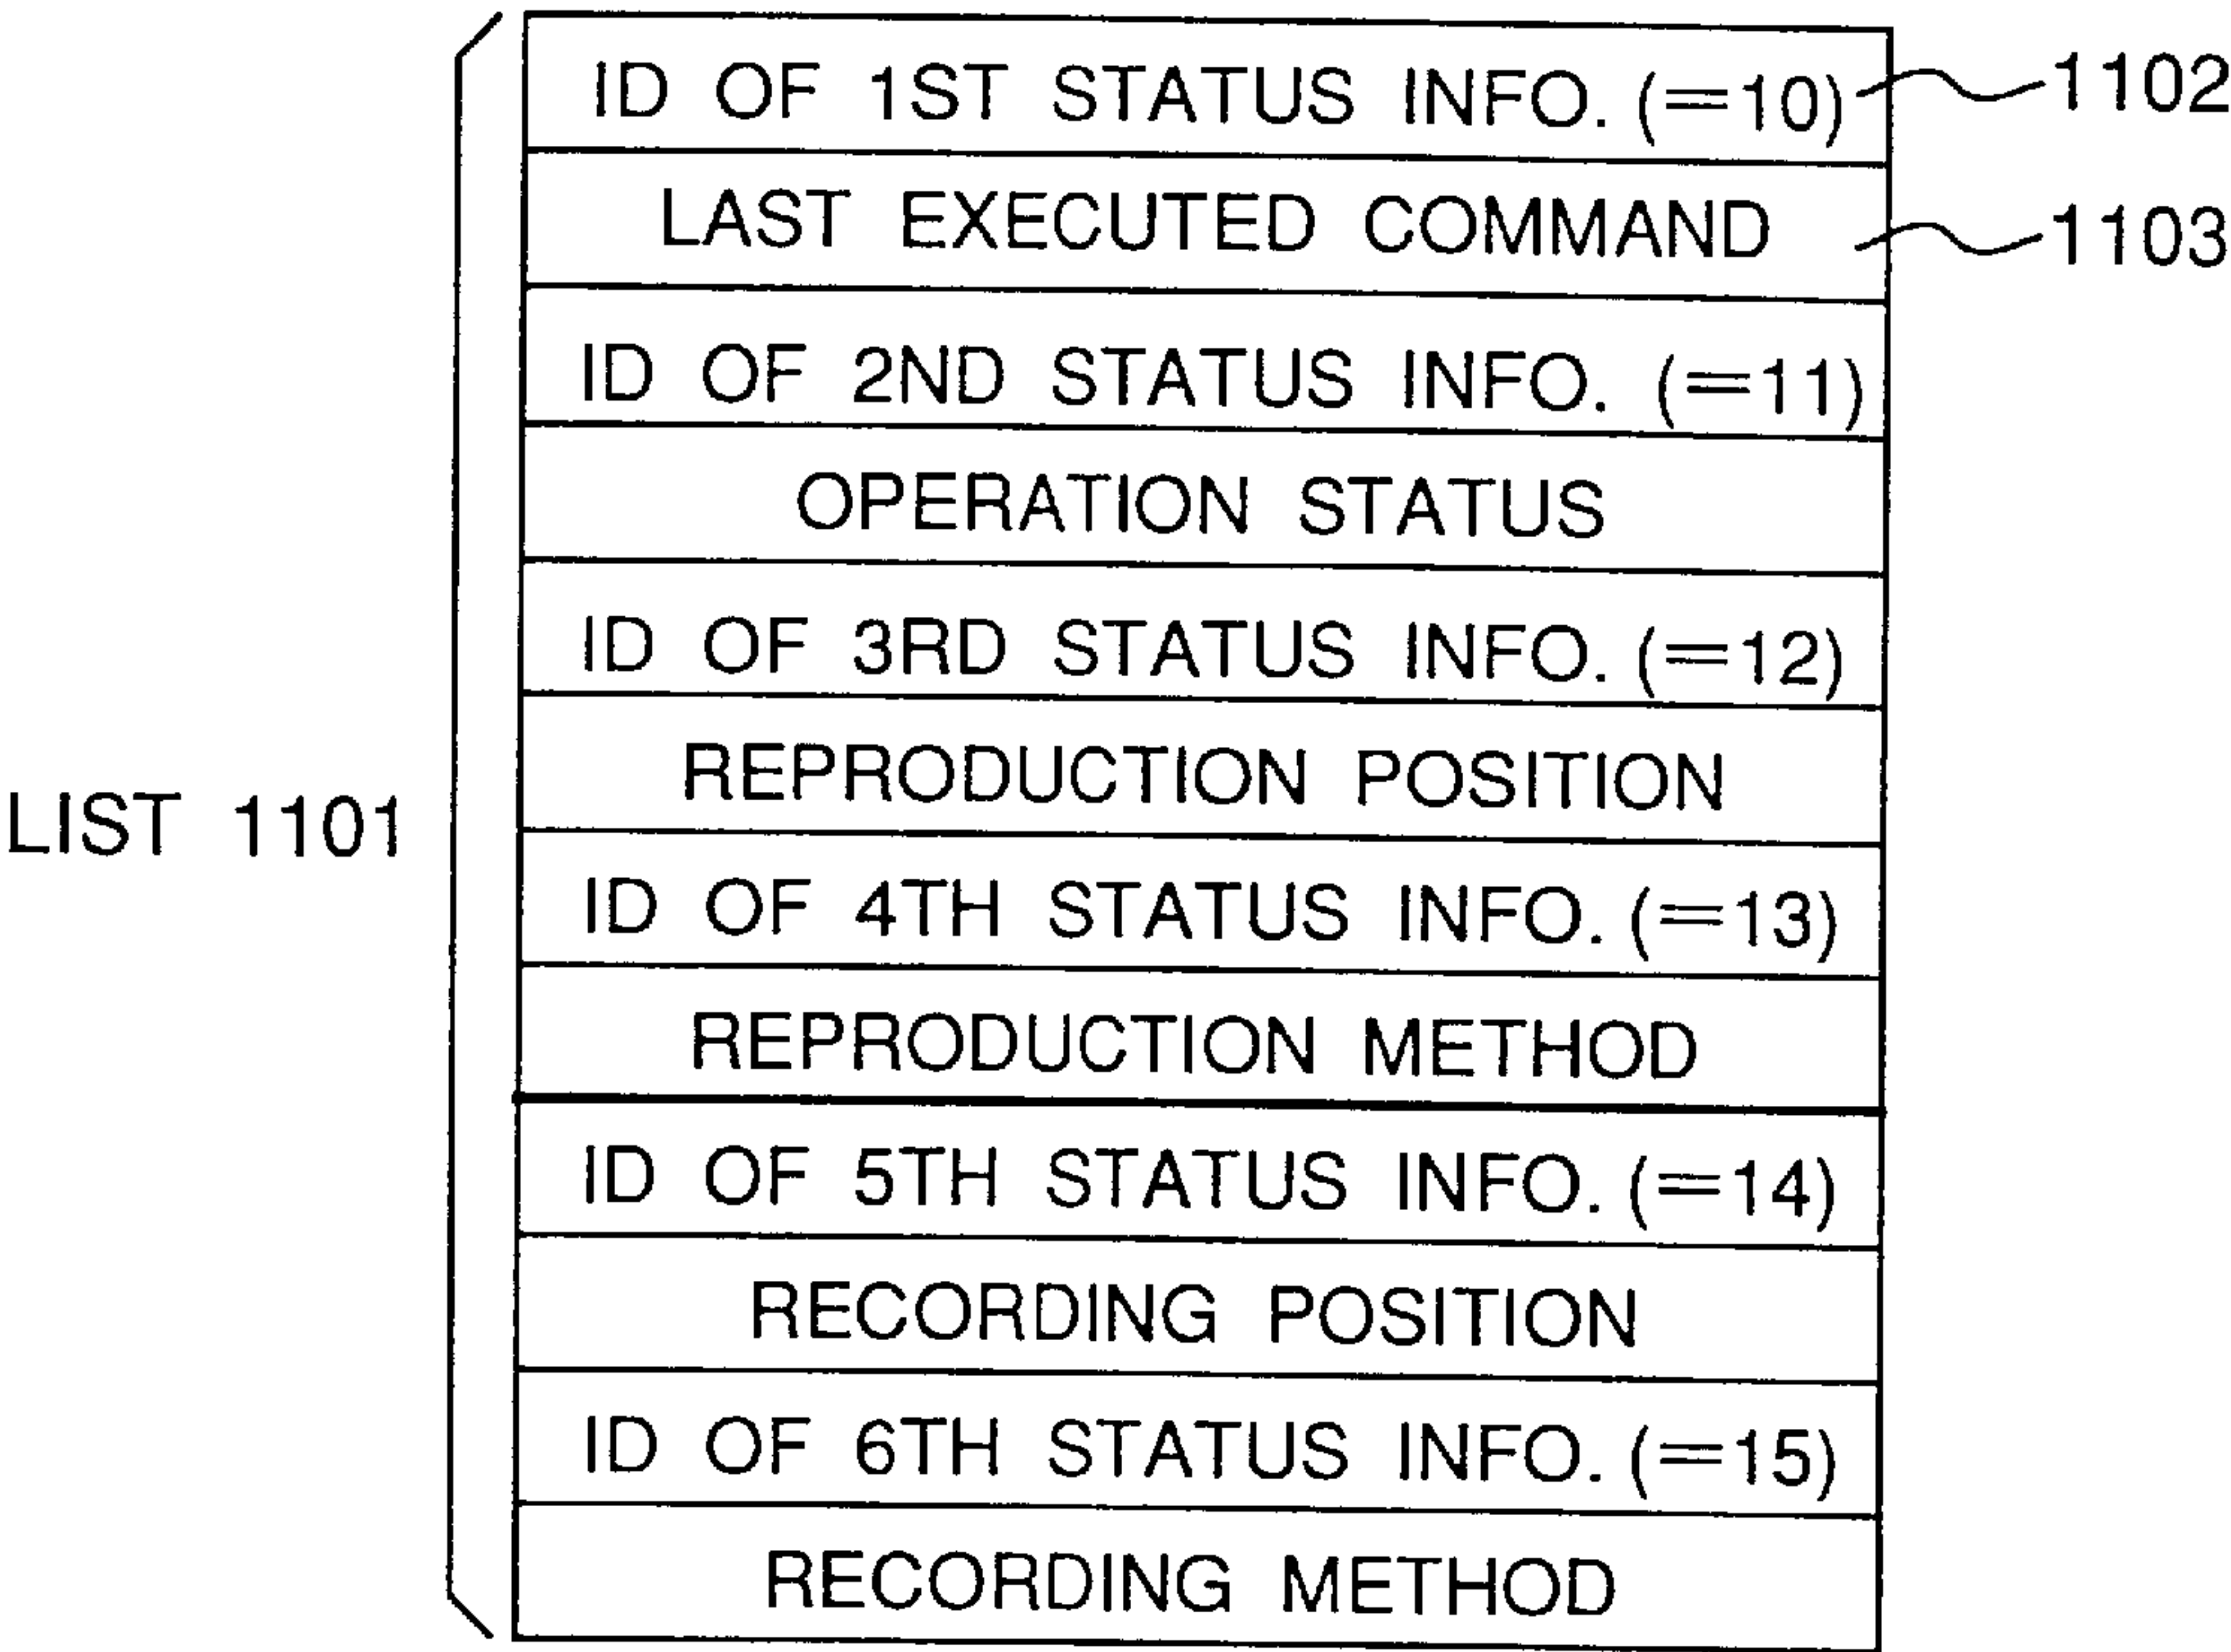 ID OF 1ST STATUS INFO. (=10) 1102
LAST EXECUTED COMMAND 1103
ID OF 2ND STATUS INFO. (=11)
OPERATION STATUS
ID OF 3RD STATUS INFO. (=12)
REPRODUCTION POSITION
LIST 1101
ID OF 4TH STATUS INFO. (=13)
REPRODUCTION METHOD
ID OF 5TH STATUS INFO. (=14)
RECORDING POSITION
ID OF 6TH STATUS INFO. (=15)
RECORDING METHOD